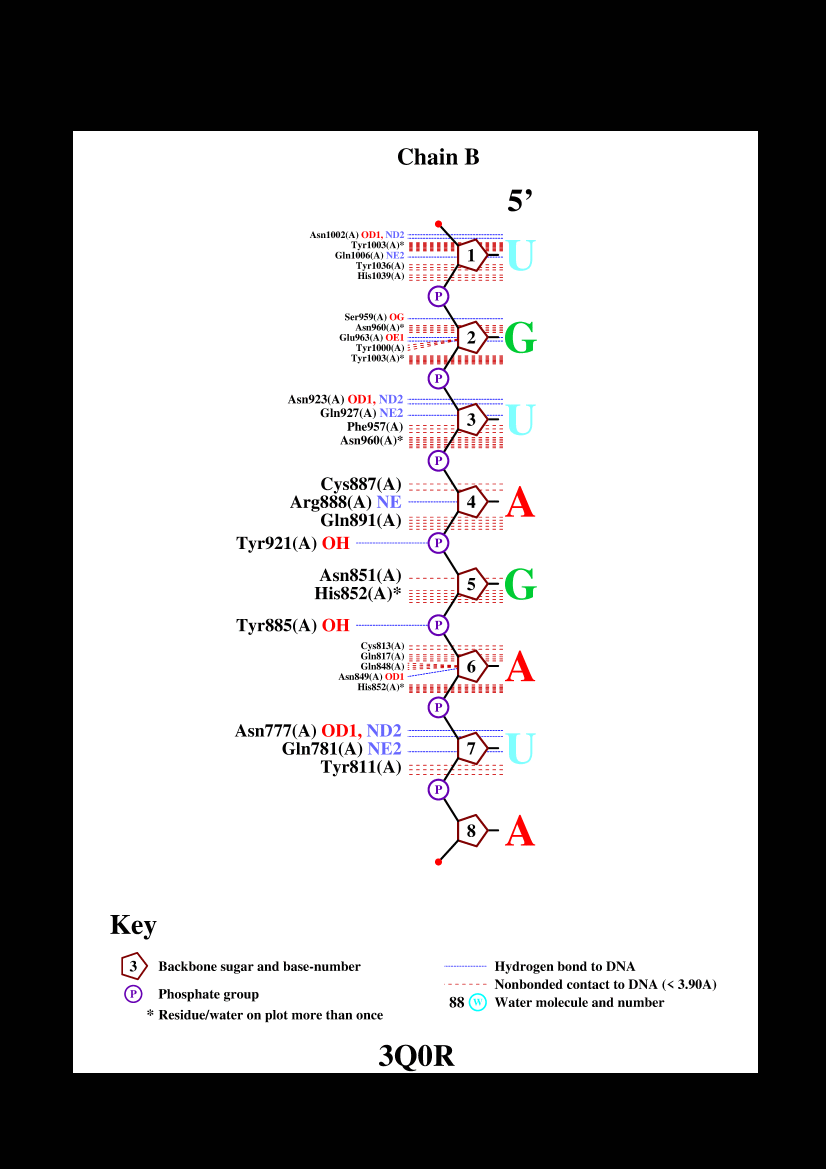 Chain B
5’
Asn1002(A) OD1, ND2
Tyr1003(A)*
Gln1006(A) NE2
Tyr1036(A)
His1039(A)
1
U
P
Ser959(A) OG
Asn960(A)*
Glu963(A) OE1
Tyr1000(A)
Tyr1003(A)*
2
G
P
Asn923(A) OD1, ND2
Gln927(A) NE2
Phe957(A)
Asn960(A)*
3
U
P
Cys887(A)
Arg888(A) NE
Gln891(A)
4
A
Tyr921(A) OH
P
Asn851(A)
His852(A)*
5
G
Tyr885(A) OH
P
Cys813(A)
Gln817(A)
Gln848(A)
Asn849(A) OD1
His852(A)*
6
A
P
Asn777(A) OD1, ND2
Gln781(A) NE2
Tyr811(A)
7
U
P
8
A
Key
3 Backbone sugar and base-number
P Phosphate group
* Residue/water on plot more than once
Hydrogen bond to DNA
Nonbonded contact to DNA (< 3.90A)
88 W Water molecule and number
3Q0R